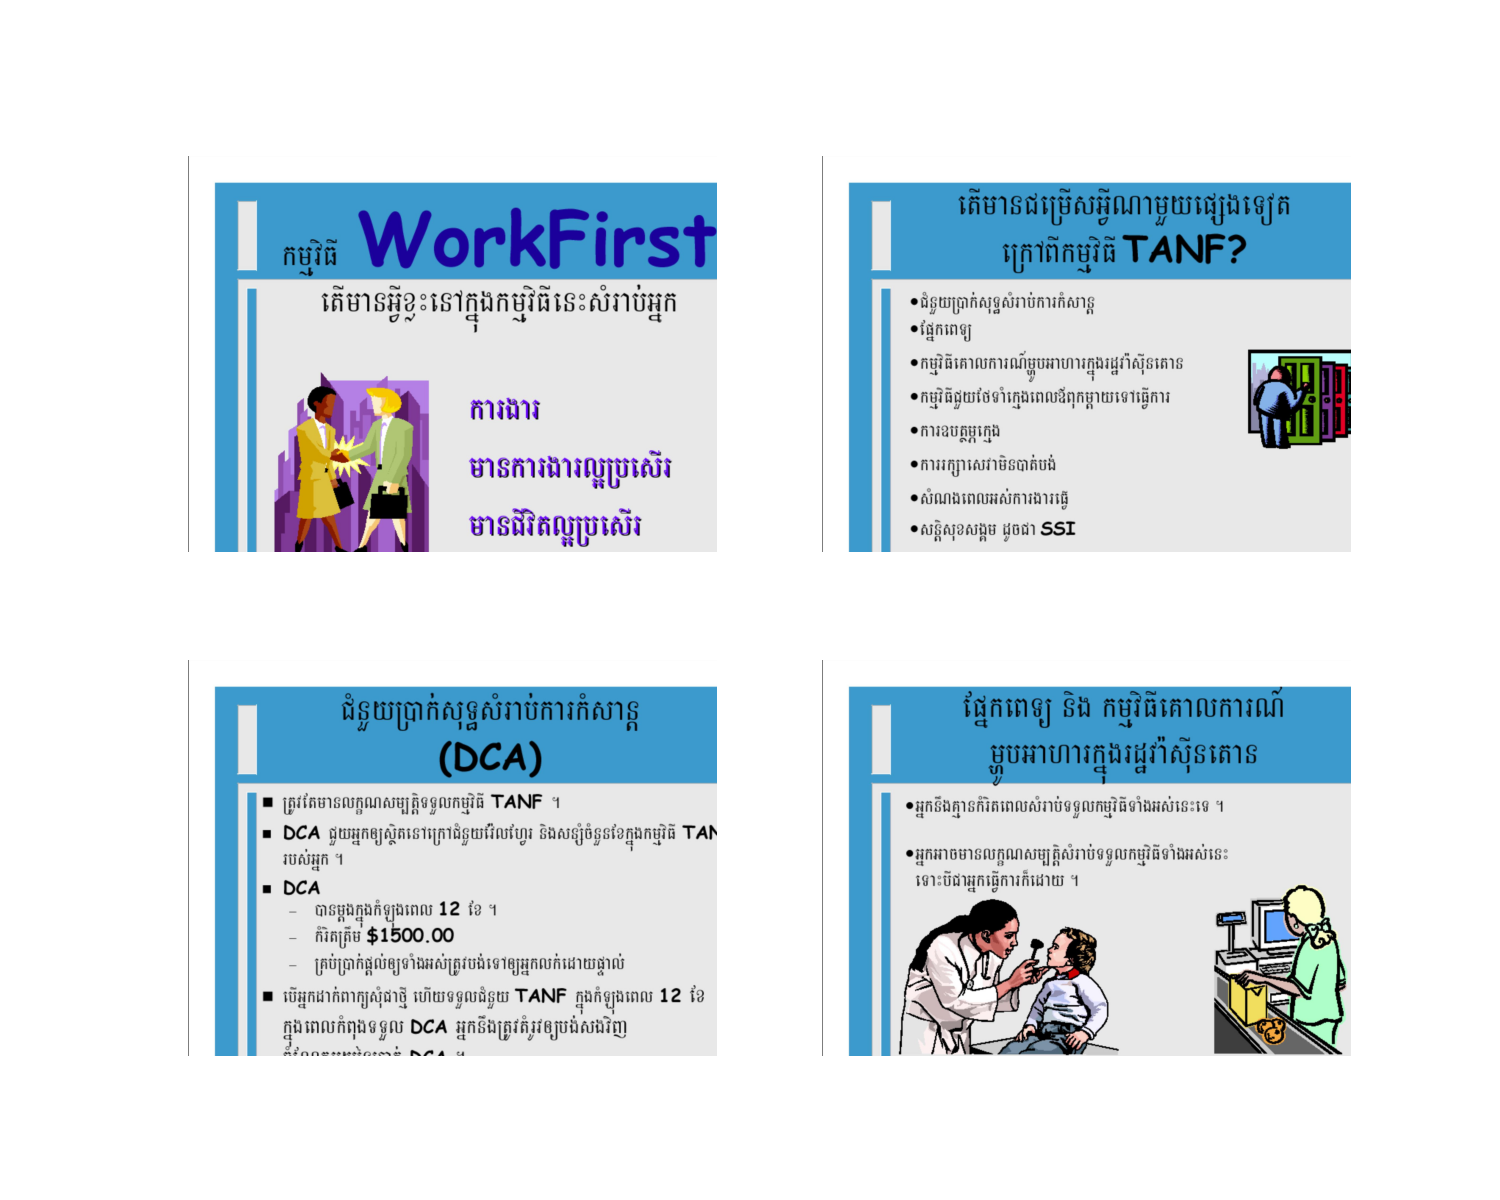 កម្មវិធី WorkFirst
តើមានអ្វីខ្លះនៅក្នុងកម្មវិធីនេះសំរាប់អ្នក
ការងារ
មានការងារល្អប្រសើរ
មានជីវិតល្អប្រសើរ
តើមានជម្រើសអ្វីណាមួយផ្សេងទៀត
ក្រៅពីកម្មវិធី TANF?
●ជំនួយប្រាក់សុទ្ធសំរាប់ការកំសាន្ត
●ផ្នែកពេទ្យ
●កម្មវិធីគោលការណ៍ម្ហូបអាហារក្នុងរដ្ឋវ៉ាស៊ីនតោន
●កម្មវិធីជួយថែទាំក្មេងពេលឪពុកម្តាយទៅធ្វើការ
●ការឧបត្ថម្ភក្មេង
●ការរក្សាសេវាមិនបាត់បង់
●សំណងពេលអស់ការងារធ្វើ
●សន្តិសុខសង្គម ដូចជា SSI
ជំនួយប្រាក់សុទ្ធសំរាប់ការកំសាន្ត
(DCA)
■ ត្រូវតែមានលក្ខណសម្បត្តិទទួលកម្មវិធី TANF ។
■ DCA ជួយអ្នកឲ្យស្ថិតនៅក្រៅជំនួយវ៉ែលហ្វែរ និងសន្សំចំនួនខែក្នុងកម្មវិធី TAN
របស់អ្នក ។
■ DCA
– បានម្តងក្នុងកំឡុងពេល 12 ខែ ។
– កំរិតត្រឹម $1500.00
– គ្រប់ប្រាក់ផ្តល់ឲ្យទាំងអស់ត្រូវបង់ទៅឲ្យអ្នកលក់ដោយផ្ទាល់
■ បើអ្នកដាក់ពាក្យសុំជាថ្មី ហើយទទួលជំនួយ TANF ក្នុងកំឡុងពេល 12 ខែ
ក្នុងពេលកំពុងទទួល DCA អ្នកនឹងត្រូវតំរូវឲ្យបង់សងវិញ
DCA ។
ផ្នែកពេទ្យ និង កម្មវិធីគោលការណ៍
ម្ហូបអាហារក្នុងរដ្ឋវ៉ាស៊ីនតោន
●អ្នកនឹងគ្មានកំរិតពេលសំរាប់ទទួលកម្មវិធីទាំងអស់នេះទេ ។
●អ្នកអាចមានលក្ខណសម្បត្តិសំរាប់ទទួលកម្មវិធីទាំងអស់នេះ
ទោះបីជាអ្នកធ្វើការក៏ដោយ ។